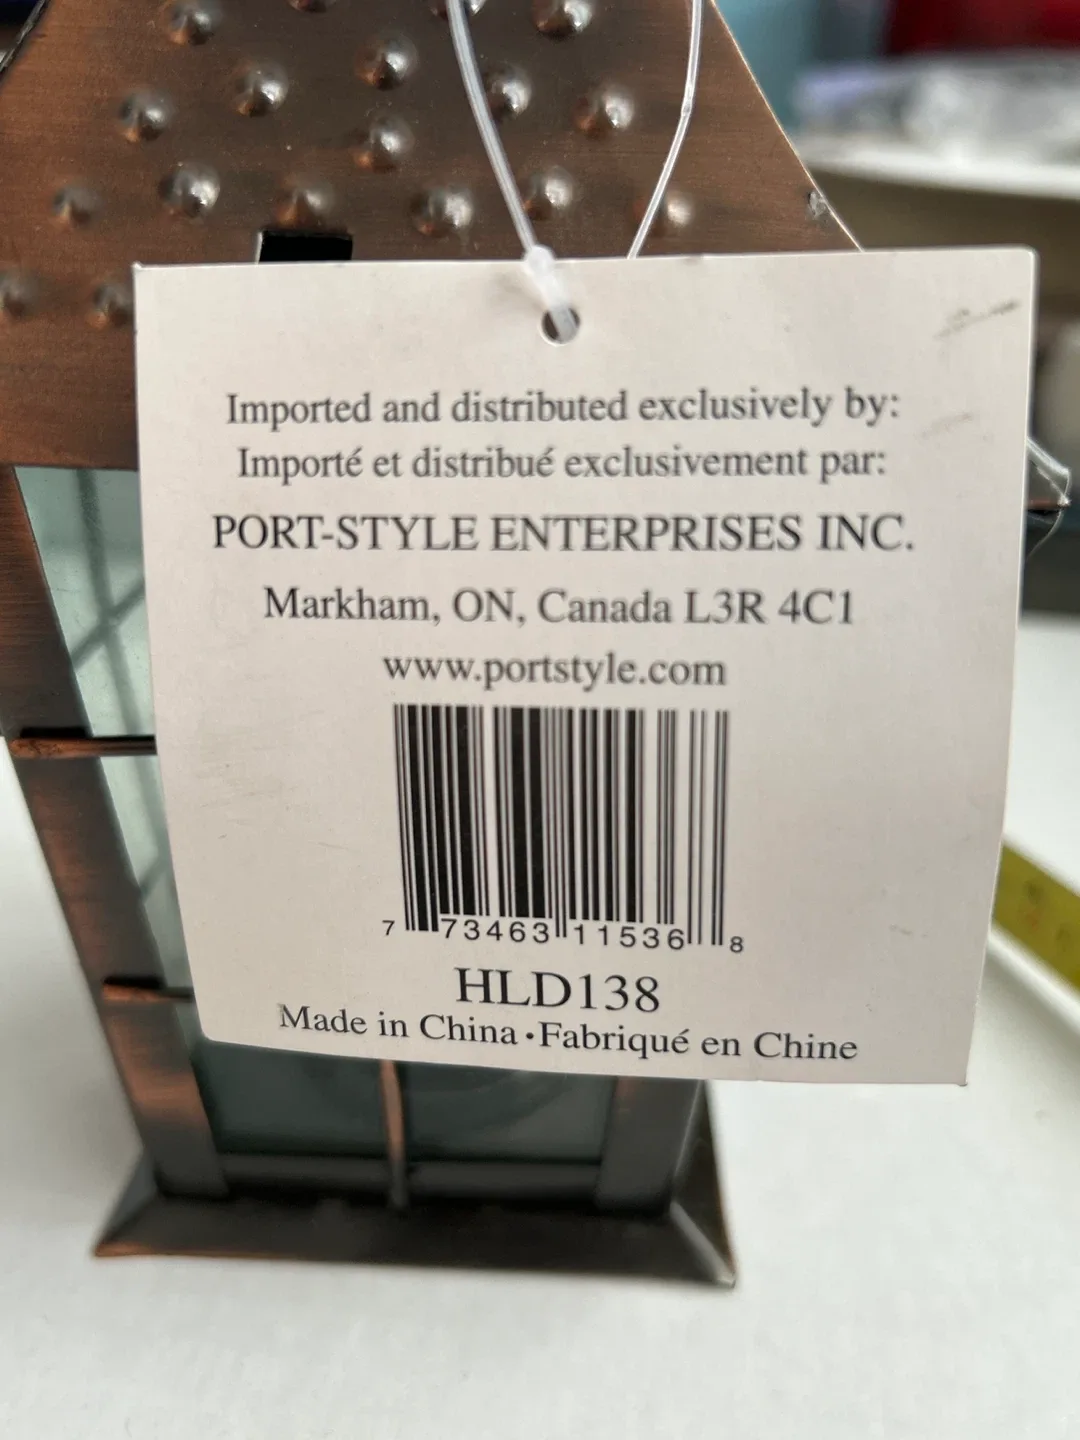 Imported and distributed exclusively by:
Importé et distribué exclusivement par:
PORT-STYLE ENTERPRISES INC.
Markham, ON, Canada L3R 4C1
www.portstyle.com
7 73463 11536 8
HLD138
Made in China • Fabriqué en Chine